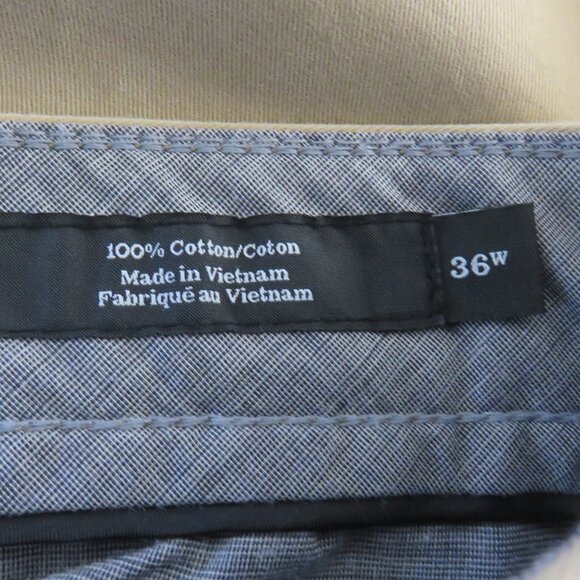 100% Cotton/Coton
Made in Vietnam
Fabriqué au Vietnam
36W